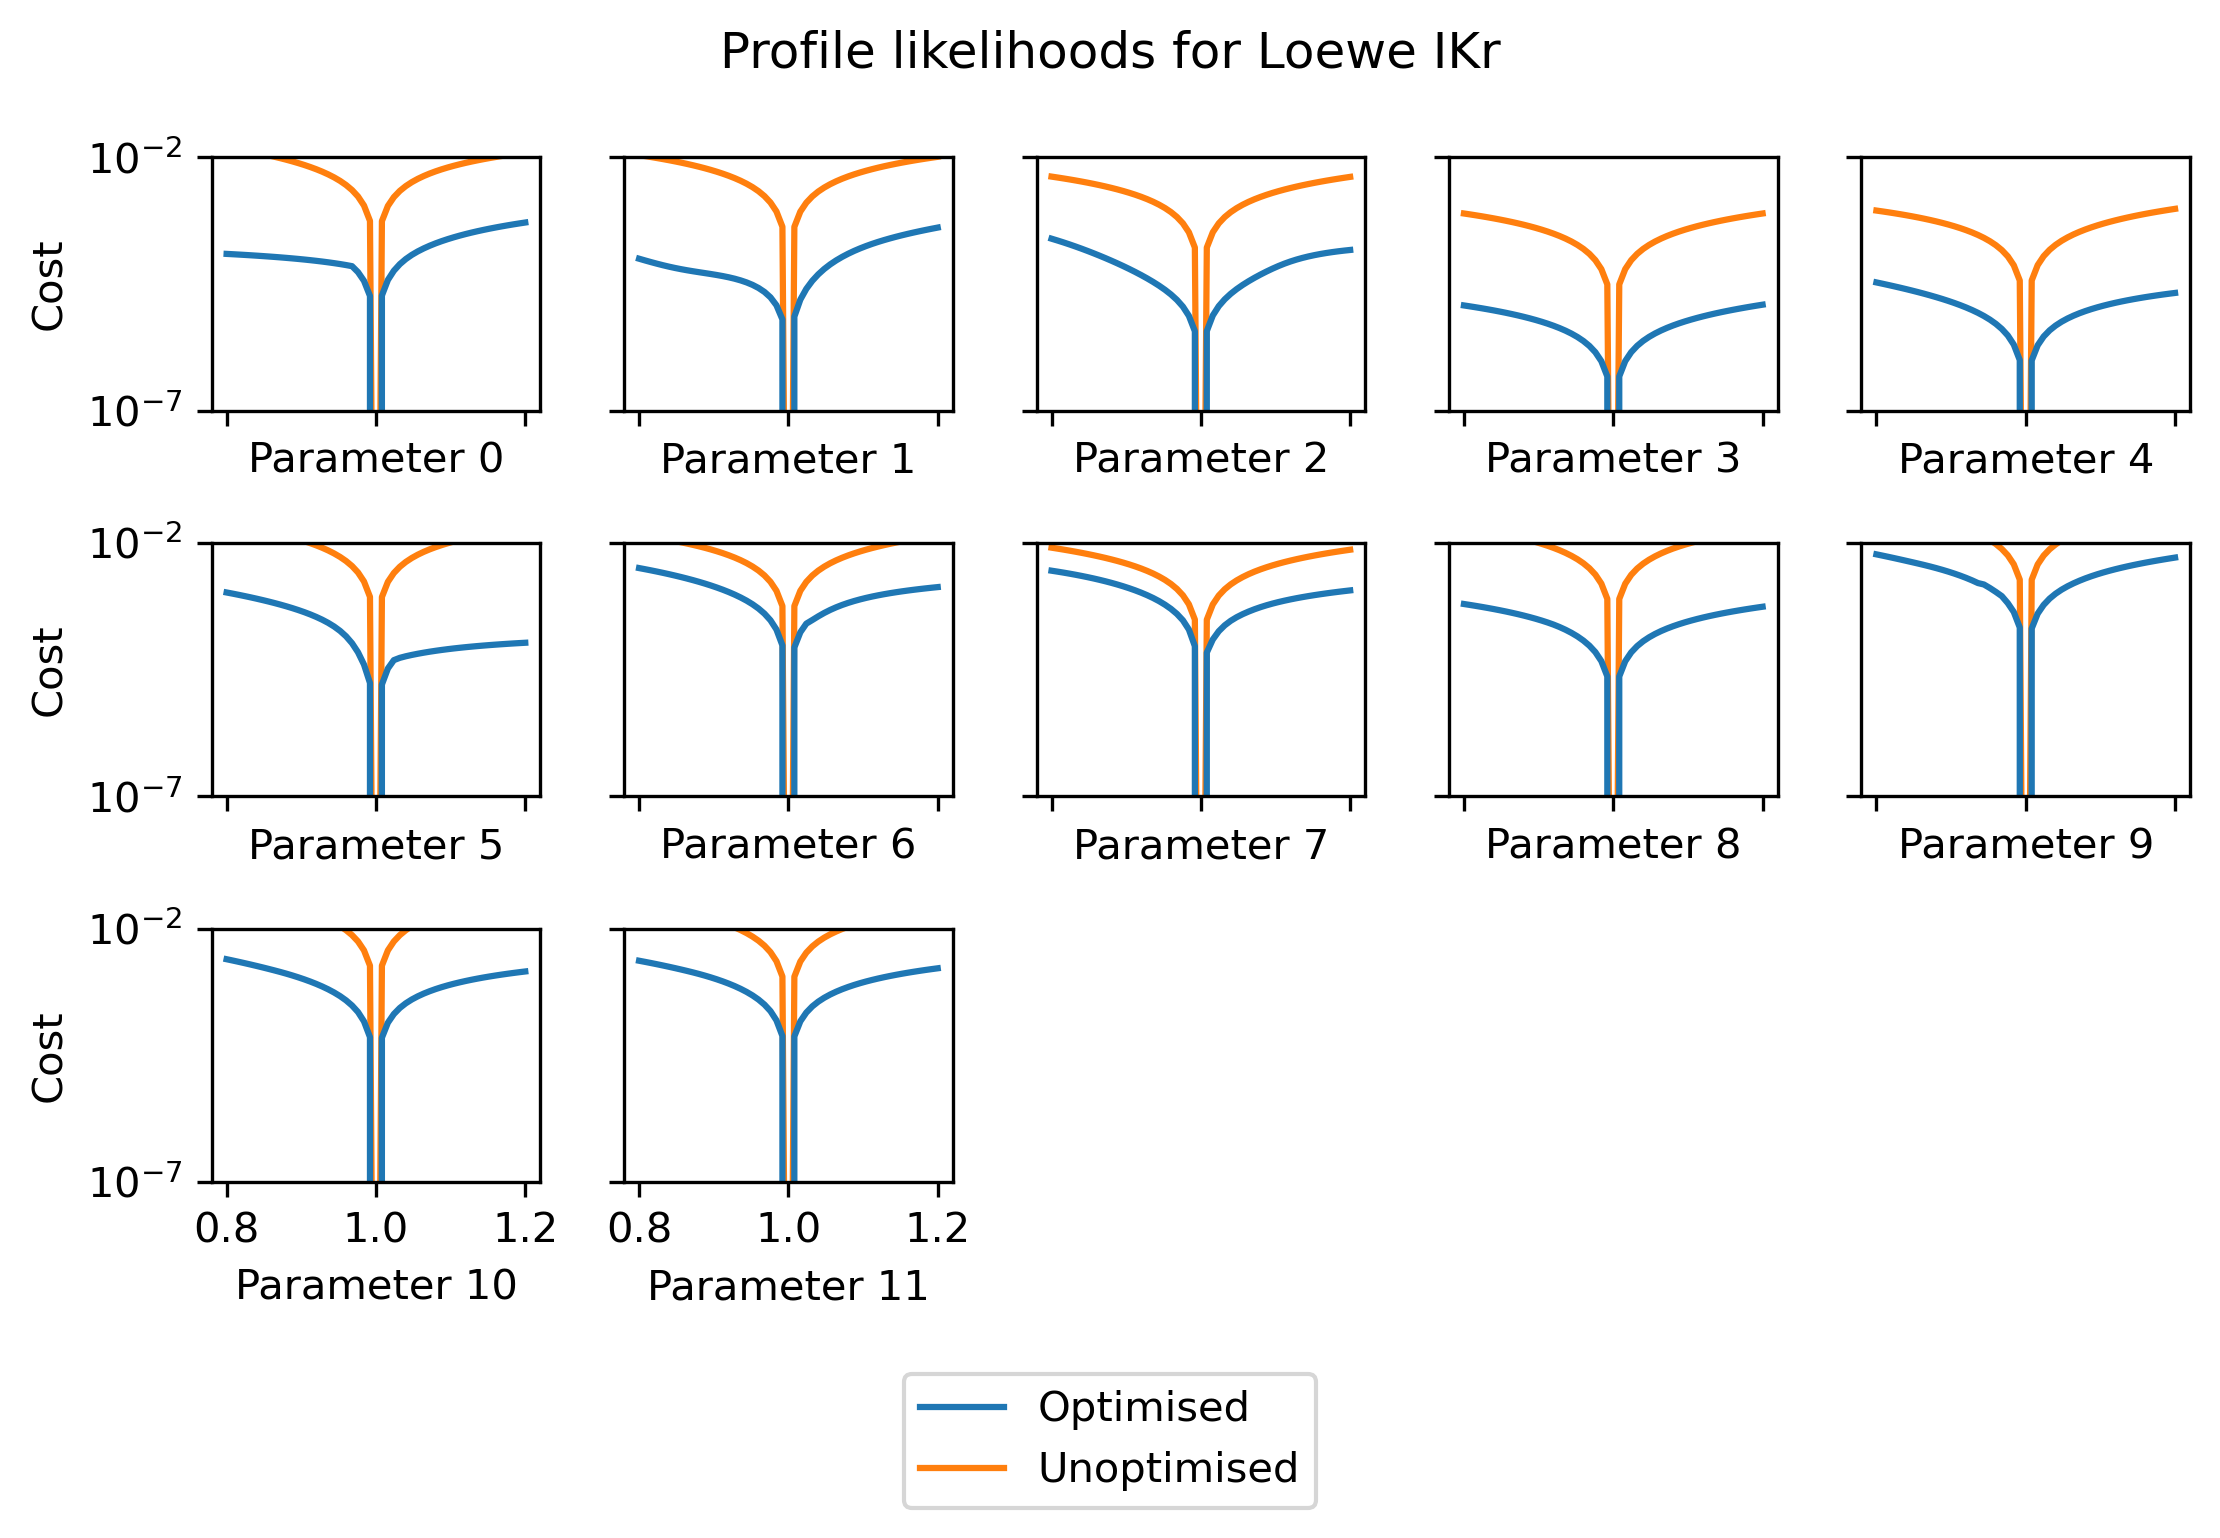 Profile likelihoods for Loewe IKr
10⁻²
Cost
10⁻⁷
Parameter 0
Parameter 1
Parameter 2
Parameter 3
Parameter 4
10⁻²
Cost
10⁻⁷
Parameter 5
Parameter 6
Parameter 7
Parameter 8
Parameter 9
10⁻²
Cost
10⁻⁷
0.8 1.0 1.2
0.8 1.0 1.2
Parameter 10
Parameter 11
Optimised
Unoptimised